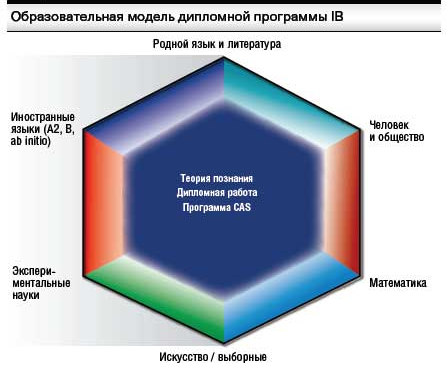 Образовательная модель дипломной программы IB
Родной язык и литература
Иностранные
языки (A2, B,
ab initio)
Человек
и общество
Теория познания
Дипломная работа
Программа CAS
Экспери-
ментальные
науки
Математика
Искусство / выборные